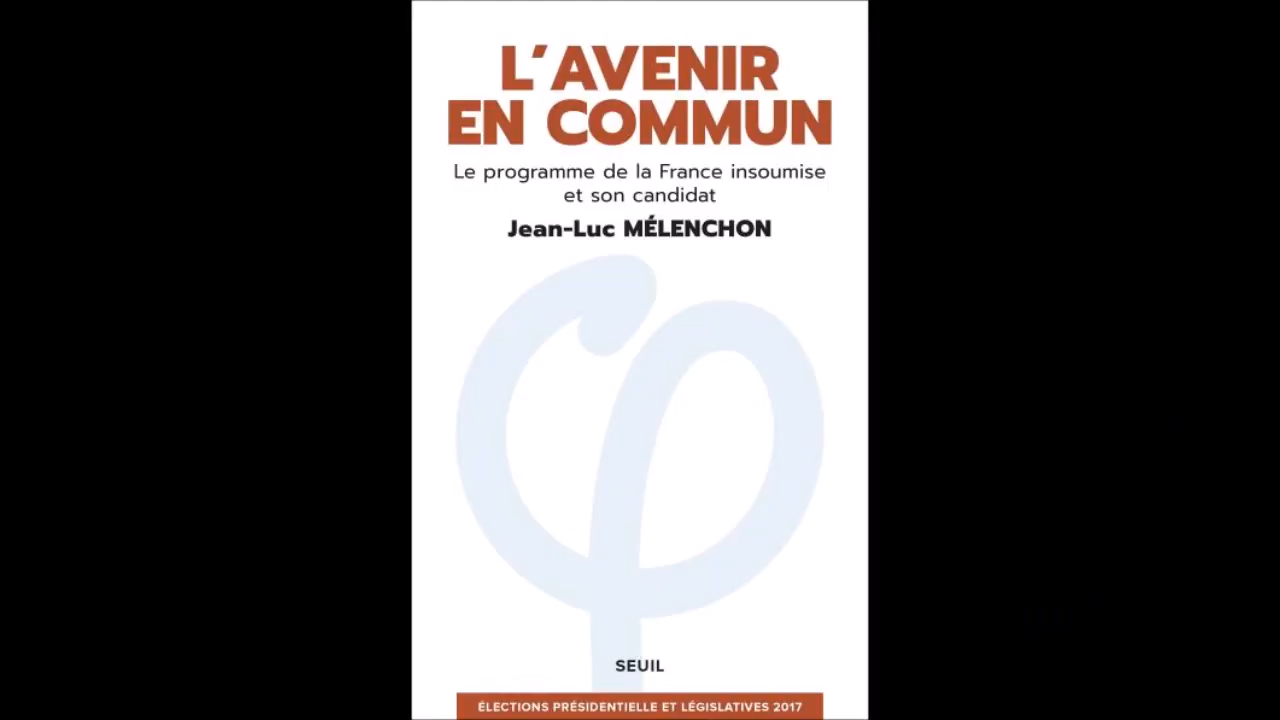 L'AVENIR
EN COMMUN
Le programme de la France insoumise
et son candidat
Jean-Luc MÉLENCHON
SEUIL
ÉLECTIONS PRÉSIDENTIELLE ET LÉGISLATIVES 2017